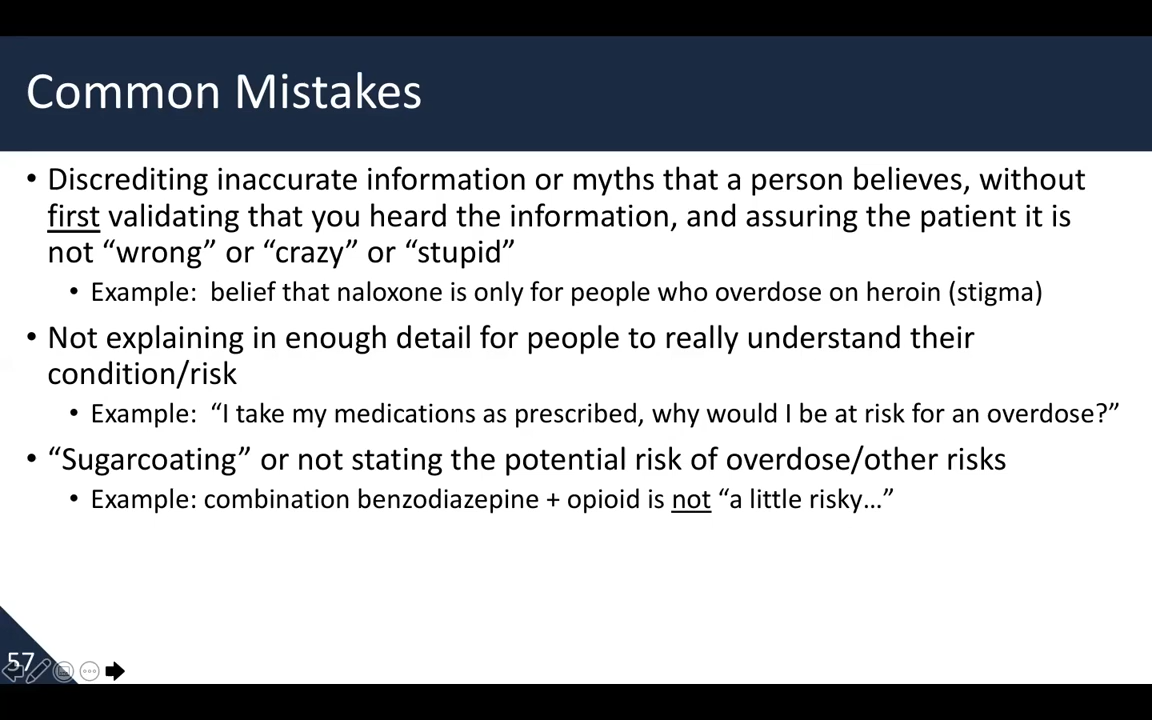 Common Mistakes
• Discrediting inaccurate information or myths that a person believes, without
first validating that you heard the information, and assuring the patient it is
not “wrong” or “crazy” or “stupid”
• Example:  belief that naloxone is only for people who overdose on heroin (stigma)
• Not explaining in enough detail for people to really understand their
condition/risk
• Example:  “I take my medications as prescribed, why would I be at risk for an overdose?”
• “Sugarcoating” or not stating the potential risk of overdose/other risks
• Example: combination benzodiazepine + opioid is not “a little risky…”
57